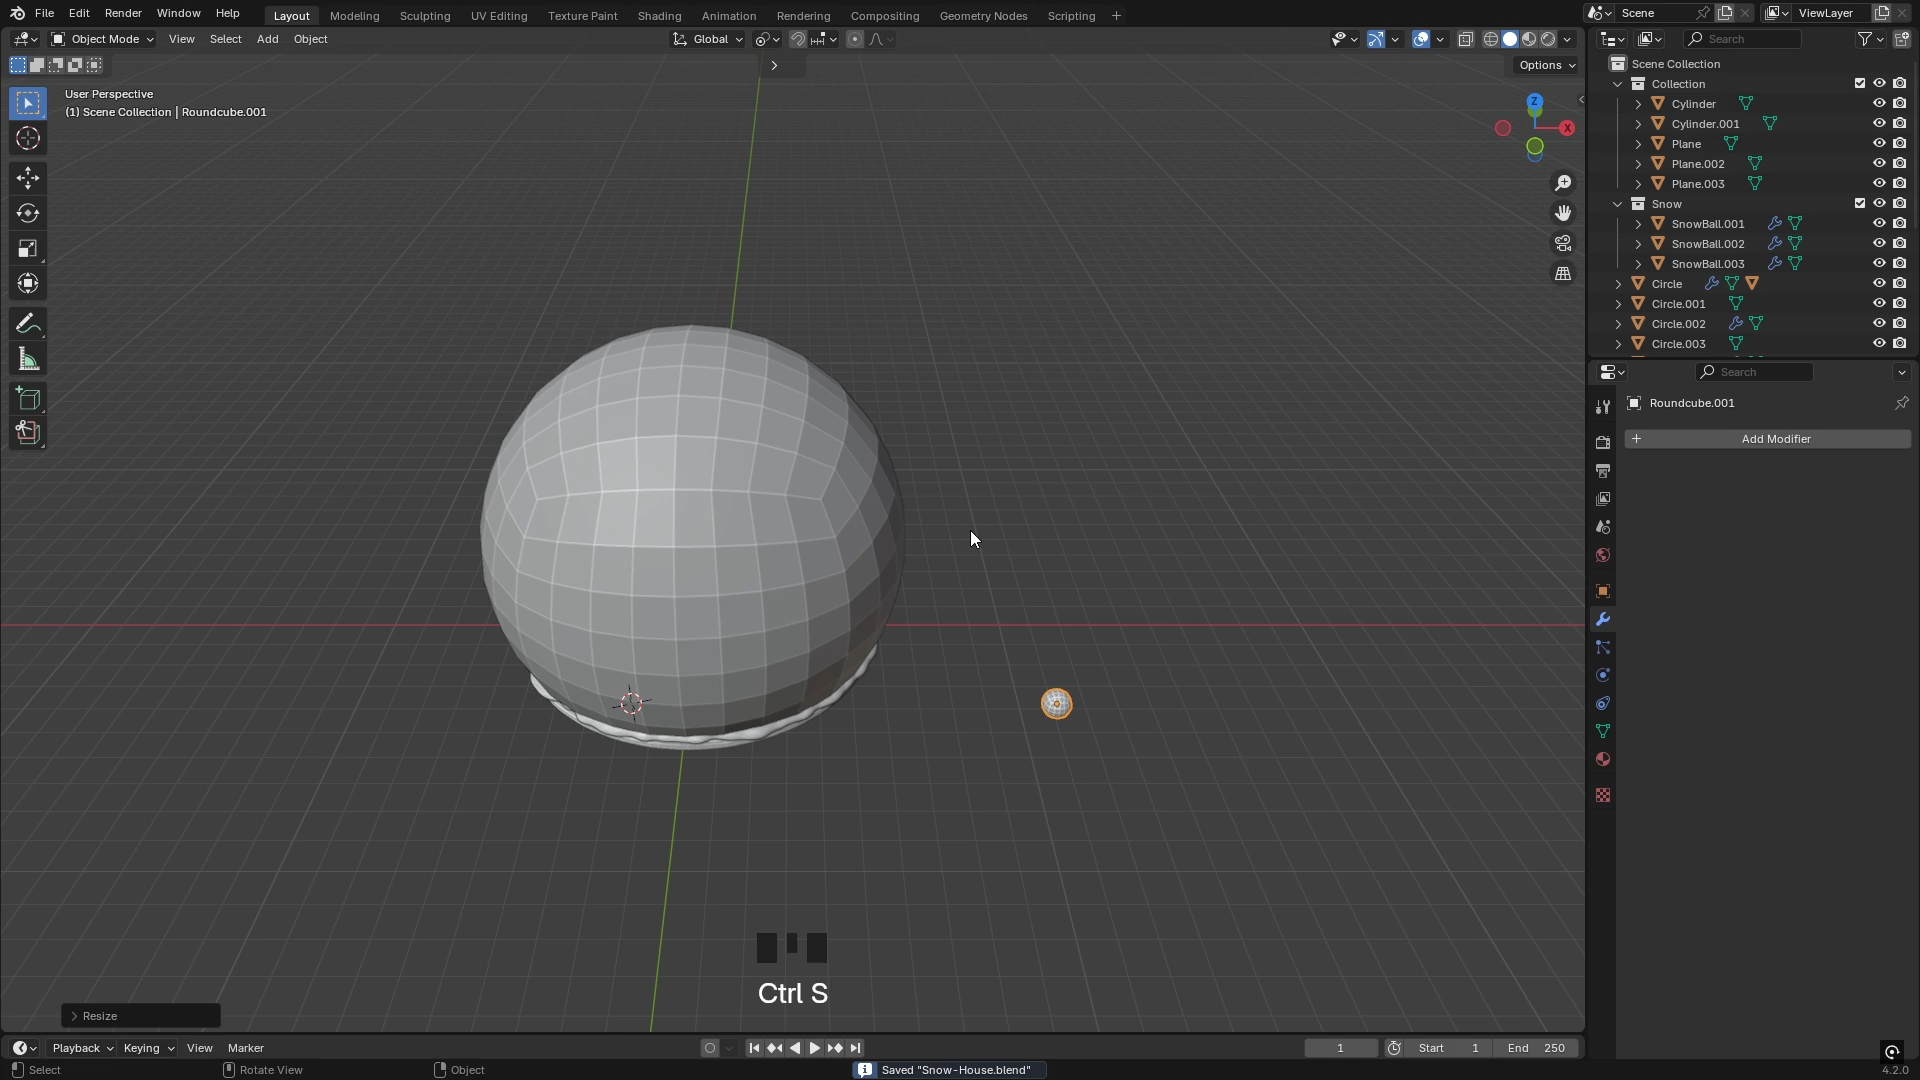 File Edit Render Window Help
Layout Modeling Sculpting UV Editing Texture Paint Shading Animation Rendering Compositing Geometry Nodes Scripting +
Scene
ViewLayer
Object Mode View Select Add Object
Global
Search
Options
User Perspective
(1) Scene Collection | Roundcube.001
Z
X
Scene Collection
Collection
Cylinder
Cylinder.001
Plane
Plane.002
Plane.003
Snow
SnowBall.001
SnowBall.002
SnowBall.003
Circle
Circle.001
Circle.002
Circle.003
Search
Roundcube.001
+ Add Modifier
Ctrl S
> Resize
Playback Keying View Marker
1
Start 1
End 250
Select
Rotate View
Object
Saved "Snow-House.blend"
4.2.0